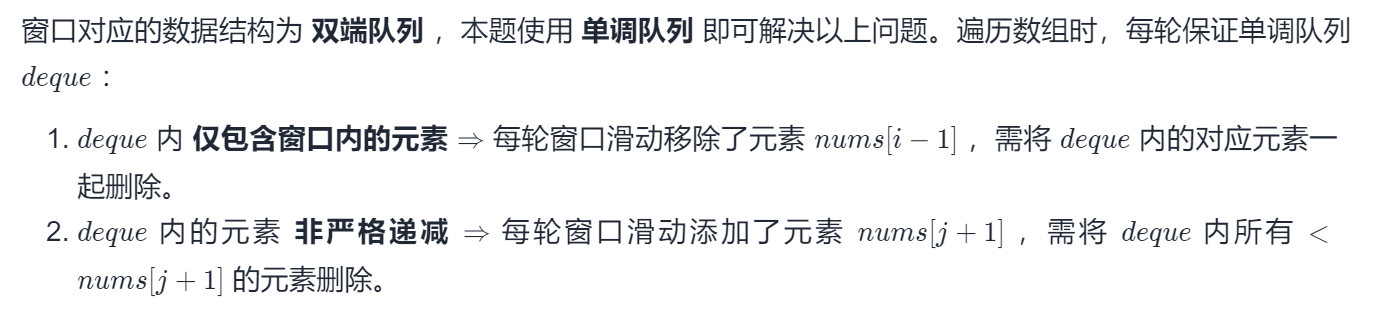 窗口对应的数据结构为 双端队列 ，本题使用 单调队列 即可解决以上问题。遍历数组时，每轮保证单调队列
deque ：
1. deque 内 仅包含窗口内的元素 ⇒ 每轮窗口滑动移除了元素 nums[i − 1] ，需将 deque 内的对应元素一
起删除。
2. deque 内的元素 非严格递减 ⇒ 每轮窗口滑动添加了元素 nums[j + 1] ，需将 deque 内所有 <
nums[j + 1] 的元素删除。